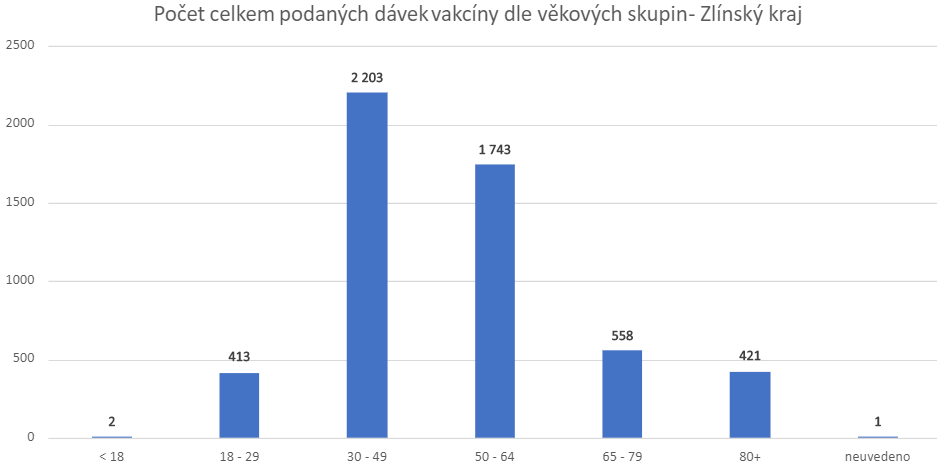 Počet celkem podaných dávek vakcíny dle věkových skupin- Zlínský kraj
2500
2000
1500
1000
500
0
2
413
2 203
1 743
558
421
1
< 18
18 - 29
30 - 49
50 - 64
65 - 79
80+
neuvedeno